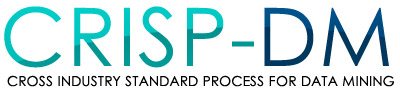 CRISP-DM
CROSS INDUSTRY STANDARD PROCESS FOR DATA MINING